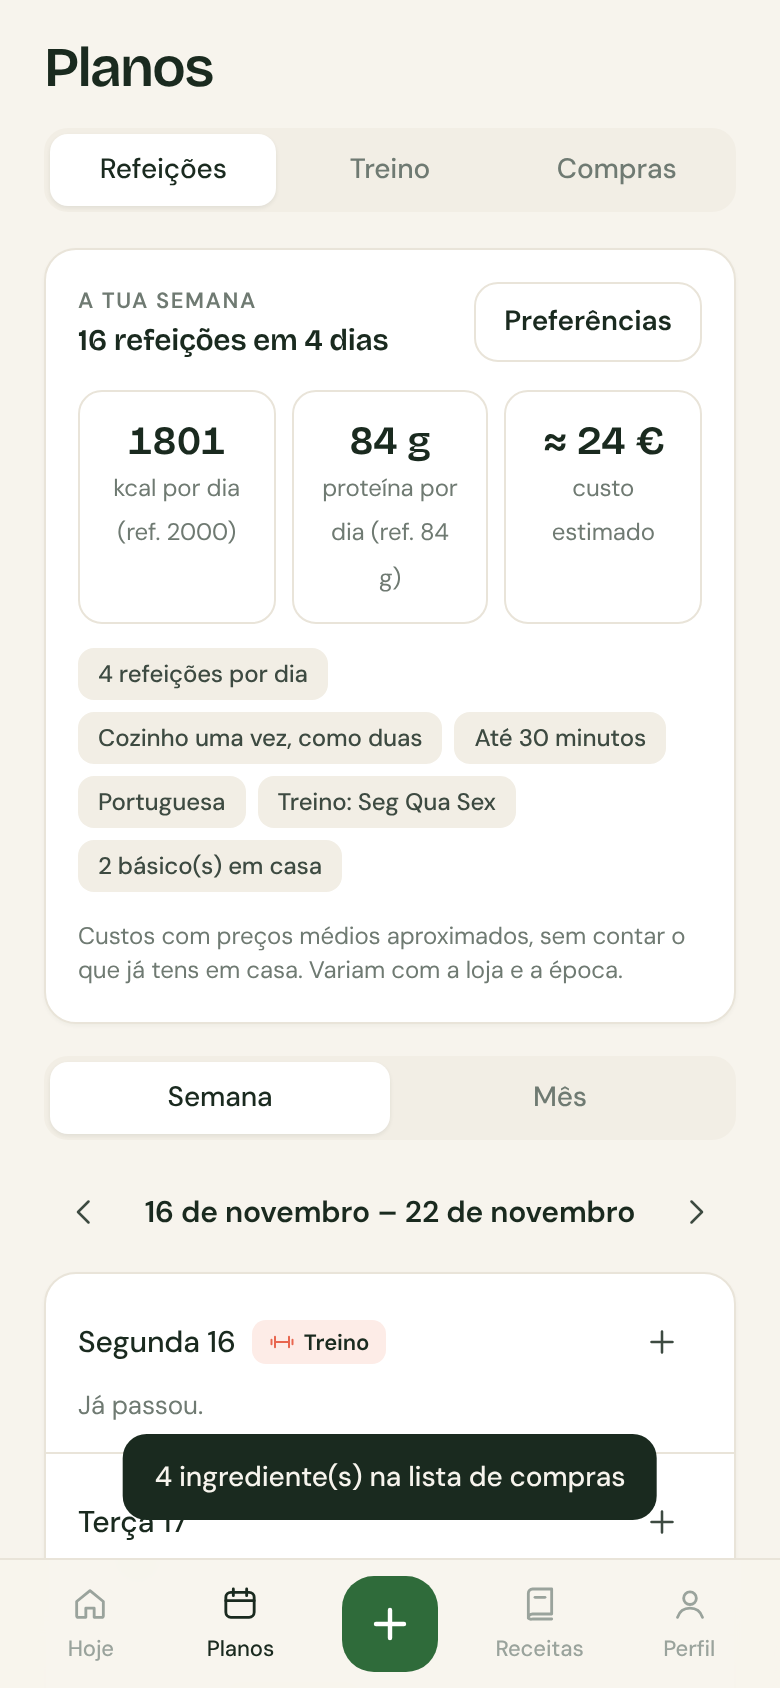 Planos
Refeições
Treino
Compras
A TUA SEMANA
16 refeições em 4 dias
Preferências
1801
kcal por dia
(ref. 2000)
84 g
proteína por
dia (ref. 84
g)
≈ 24 €
custo
estimado
4 refeições por dia
Cozinho uma vez, como duas
Até 30 minutos
Portuguesa
Treino: Seg Qua Sex
2 básico(s) em casa
Custos com preços médios aproximados, sem contar o
que já tens em casa. Variam com a loja e a época.
Semana
Mês
16 de novembro – 22 de novembro
Segunda 16
Treino
Já passou.
4 ingrediente(s) na lista de compras
Terça 17
Hoje
Planos
Receitas
Perfil